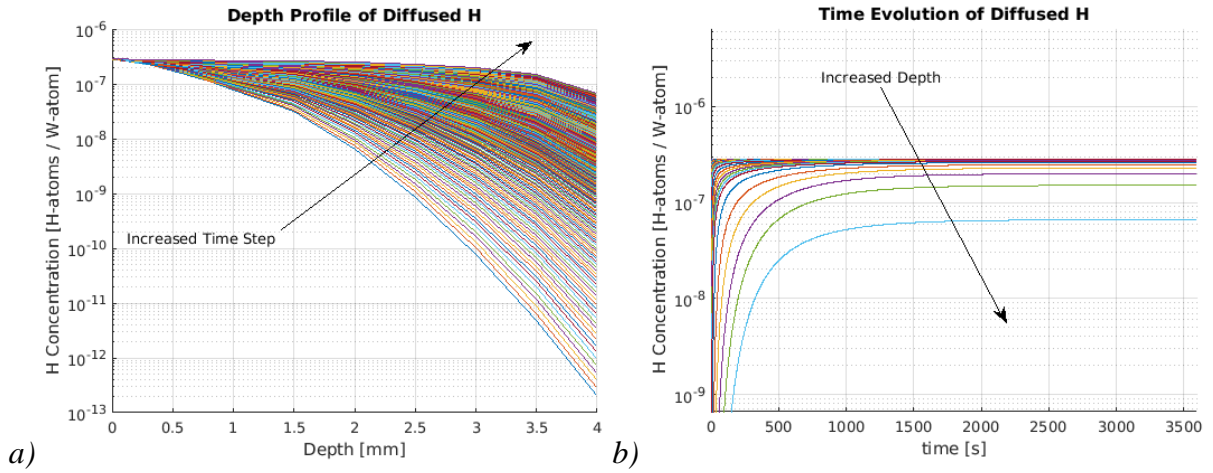 Depth Profile of Diffused H
10^-6
10^-7
10^-8
10^-9
10^-10
10^-11
10^-12
10^-13
H Concentration [H-atoms / W-atom]
Increased Time Step
0 0.5 1 1.5 2 2.5 3 3.5 4
Depth [mm]
a)
Time Evolution of Diffused H
10^-6
10^-7
10^-8
10^-9
H Concentration [H-atoms / W-atom]
Increased Depth
0 500 1000 1500 2000 2500 3000 3500
time [s]
b)